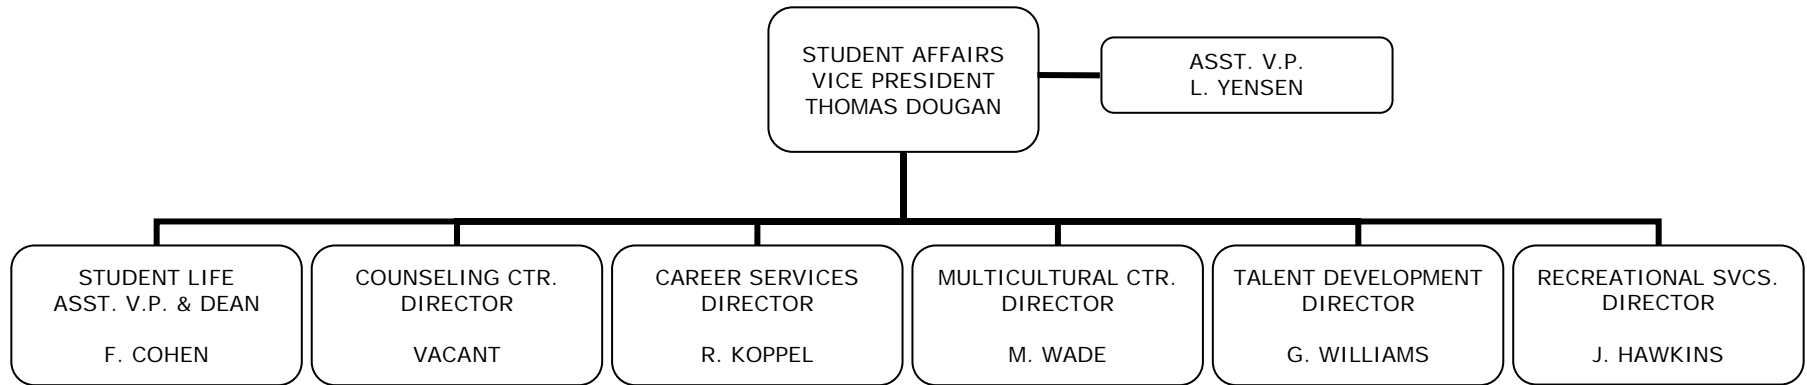 STUDENT AFFAIRS
VICE PRESIDENT
THOMAS DOUGAN
ASST. V.P.
L. YENSEN
STUDENT LIFE
ASST. V.P. & DEAN
F. COHEN
COUNSELING CTR.
DIRECTOR
VACANT
CAREER SERVICES
DIRECTOR
R. KOPPEL
MULTICULTURAL CTR.
DIRECTOR
M. WADE
TALENT DEVELOPMENT
DIRECTOR
G. WILLIAMS
RECREATIONAL SVCS.
DIRECTOR
J. HAWKINS